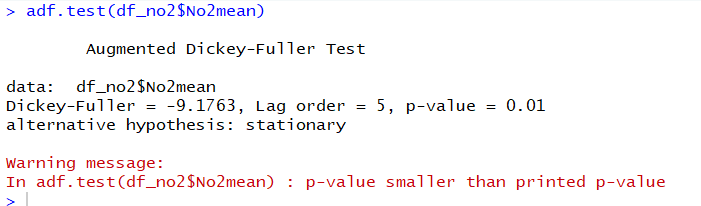 > adf.test(df_no2$No2mean)
Augmented Dickey-Fuller Test
data:  df_no2$No2mean
Dickey-Fuller = -9.1763, Lag order = 5, p-value = 0.01
alternative hypothesis: stationary
Warning message:
In adf.test(df_no2$No2mean) : p-value smaller than printed p-value
>